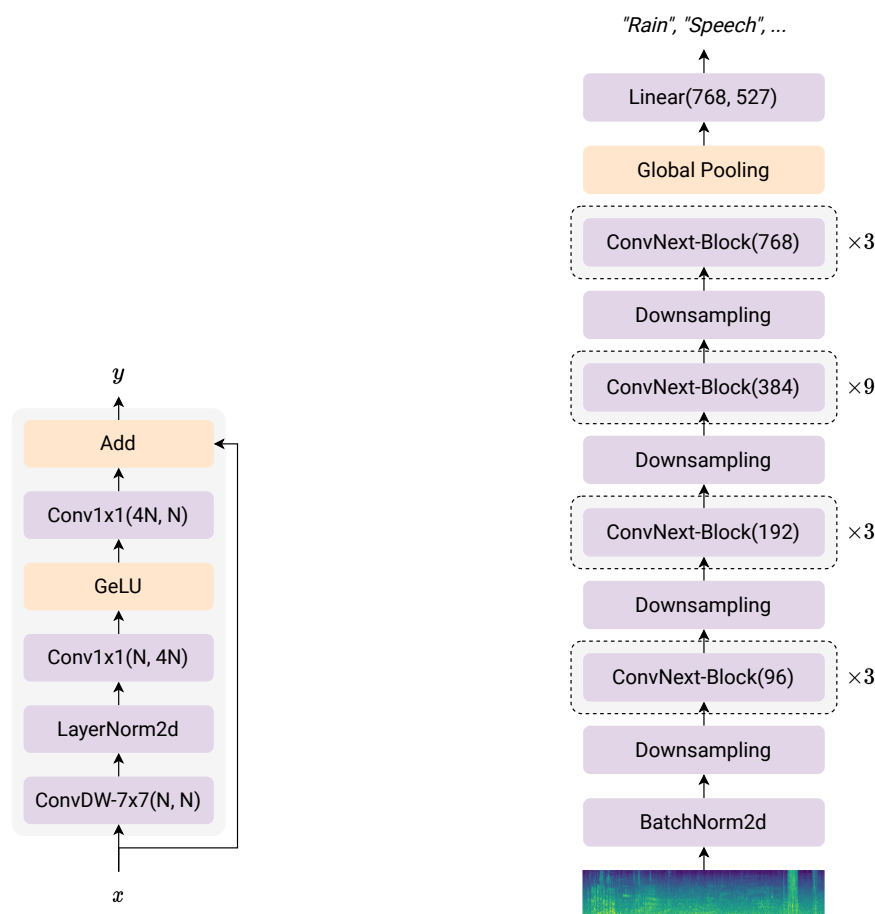 y
Add
Conv1x1(4N, N)
GeLU
Conv1x1(N, 4N)
LayerNorm2d
ConvDW-7x7(N, N)
x
"Rain", "Speech", ...
Linear(768, 527)
Global Pooling
ConvNext-Block(768) ×3
Downsampling
ConvNext-Block(384) ×9
Downsampling
ConvNext-Block(192) ×3
Downsampling
ConvNext-Block(96) ×3
Downsampling
BatchNorm2d